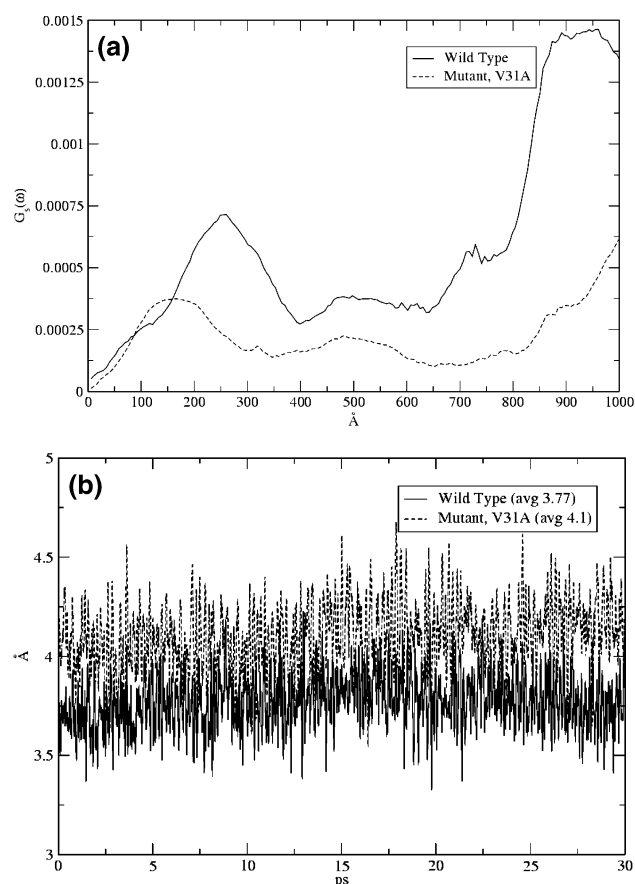 (a)
Wild Type
Mutant, V31A
0.0015
0.00125
0.001
0.00075
0.0005
0.00025
0
Gs(ω)
0 100 200 300 400 500 600 700 800 900 1000
Å
(b)
Wild Type (avg 3.77)
Mutant, V31A (avg 4.1)
5
4.5
4
3.5
3
Å
0 5 10 15 20 25 30
ps